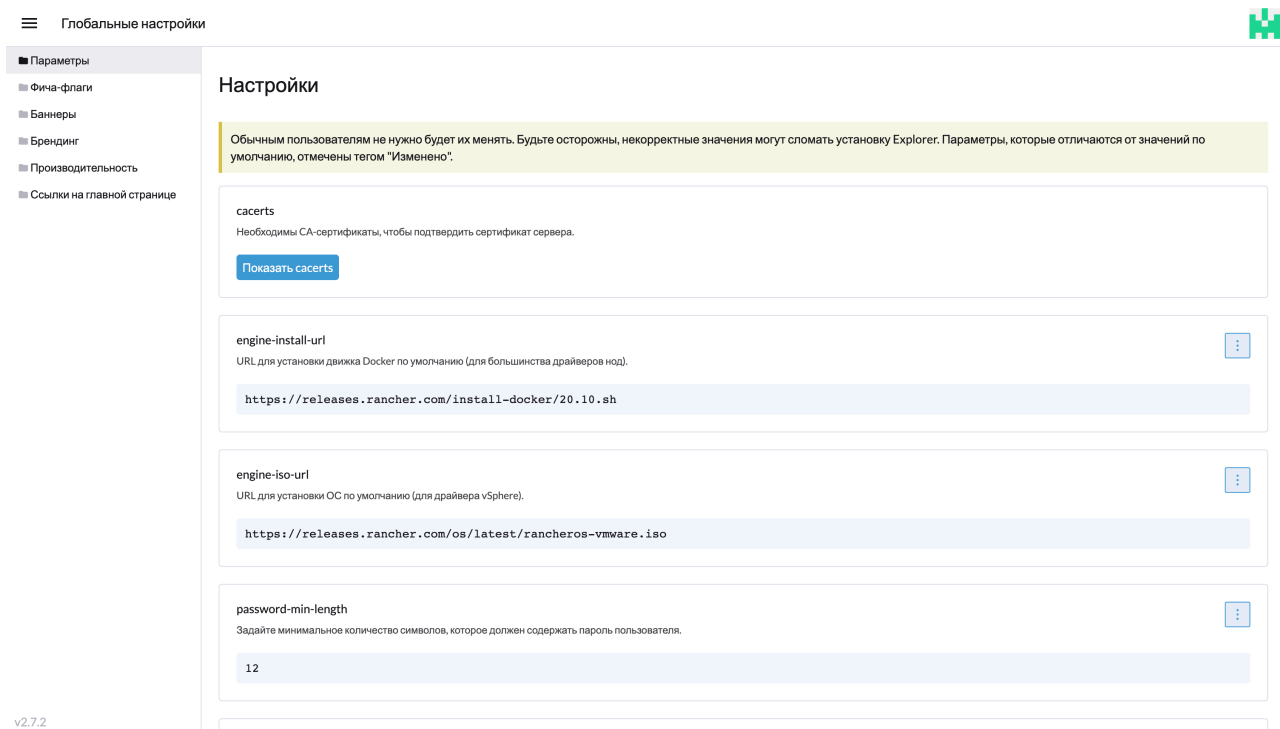 Глобальные настройки
Параметры
Фича-флаги
Баннеры
Брендинг
Производительность
Ссылки на главной странице
v2.7.2
Настройки
Обычным пользователям не нужно будет их менять. Будьте осторожны, некорректные значения могут сломать установку Explorer. Параметры, которые отличаются от значений по
умолчанию, отмечены тегом "Изменено".
cacerts
Необходимы CA-сертификаты, чтобы подтвердить сертификат сервера.
Показать cacerts
engine-install-url
URL для установки движка Docker по умолчанию (для большинства драйверов нод).
https://releases.rancher.com/install-docker/20.10.sh
engine-iso-url
URL для установки ОС по умолчанию (для драйвера vSphere).
https://releases.rancher.com/os/latest/rancheros-vmware.iso
password-min-length
Задайте минимальное количество символов, которое должен содержать пароль пользователя.
12